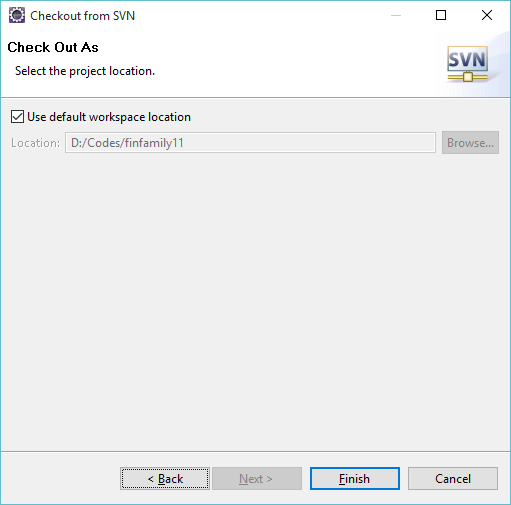 Checkout from SVN
Check Out As
Select the project location.
SVN
Use default workspace location
Location: D:/Codes/finfamily11 Browse...
< Back Next > Finish Cancel